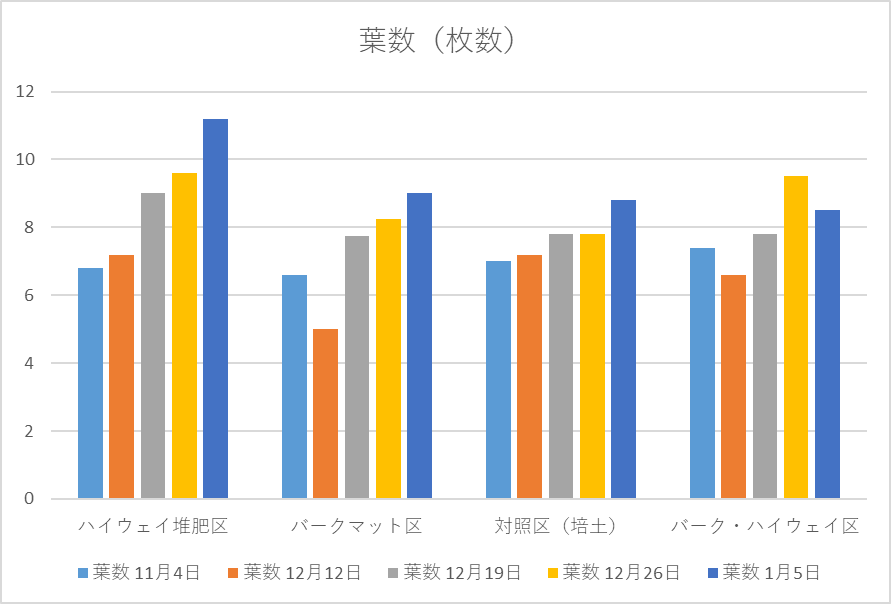 葉数（枚数）
12
10
8
6
4
2
0
ハイウェイ堆肥区 バークマット区 対照区（培土） バーク・ハイウェイ区
葉数 11月4日 葉数 12月12日 葉数 12月19日 葉数 12月26日 葉数 1月5日